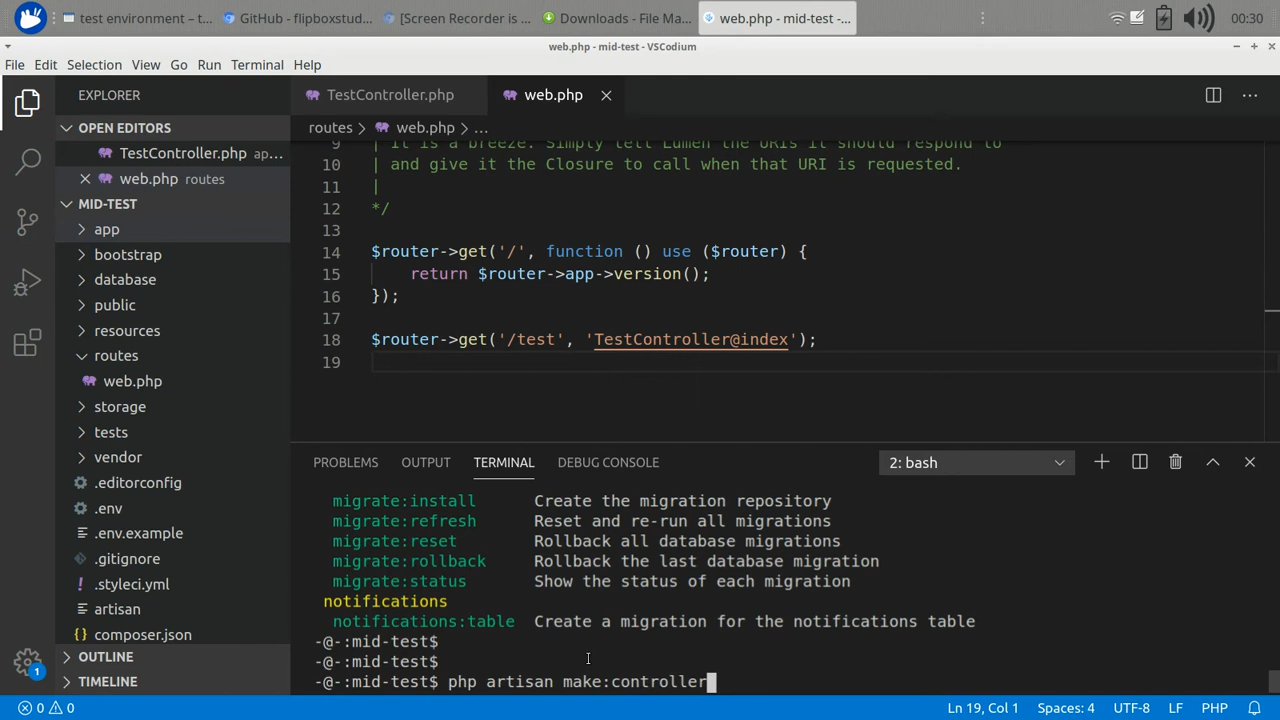 test environment – t...
GitHub - flipboxstud...
[Screen Recorder is ...
Downloads - File Ma...
web.php - mid-test -...
00:30
web.php - mid-test - VSCodium
File Edit Selection View Go Run Terminal Help
EXPLORER
TestController.php
web.php
OPEN EDITORS
TestController.php ap...
web.php routes
MID-TEST
app
bootstrap
database
public
resources
routes
web.php
storage
tests
vendor
.editorconfig
.env
.env.example
.gitignore
.styleci.yml
artisan
composer.json
OUTLINE
TIMELINE
1
routes > web.php > ...
9 | it is a breeze. Simply tell Lumen the URIs it should respond to
10 | and give it the Closure to call when that URI is requested.
11 |
12 */
13
14 $router->get('/', function () use ($router) {
15 return $router->app->version();
16 });
17
18 $router->get('/test', 'TestController@index');
19
PROBLEMS OUTPUT TERMINAL DEBUG CONSOLE
2: bash
migrate:install Create the migration repository
migrate:refresh Reset and re-run all migrations
migrate:reset Rollback all database migrations
migrate:rollback Rollback the last database migration
migrate:status Show the status of each migration
notifications
notifications:table Create a migration for the notifications table
-@-:mid-test$
-@-:mid-test$
-@-:mid-test$ php artisan make:controller
0 0
Ln 19, Col 1 Spaces: 4 UTF-8 LF PHP